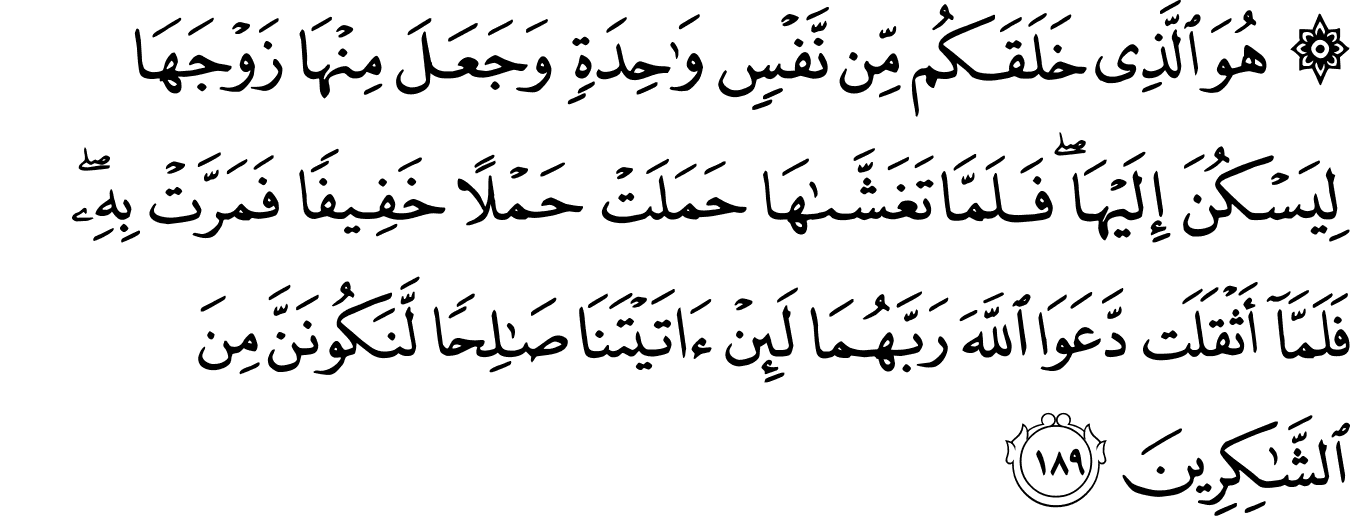 ۞ هُوَ ٱلَّذِى خَلَقَكُم مِّن نَّفْسٍ وَٰحِدَةٍ وَجَعَلَ مِنْهَا زَوْجَهَا
لِيَسْكُنَ إِلَيْهَا ۖ فَلَمَّا تَغَشَّىٰهَا حَمَلَتْ حَمْلًا خَفِيفًا فَمَرَّتْ بِهِۦ ۖ
فَلَمَّآ أَثْقَلَت دَّعَوَا ٱللَّهَ رَبَّهُمَا لَئِنْ ءَاتَيْتَنَا صَٰلِحًا لَّنَكُونَنَّ مِنَ
ٱلشَّٰكِرِينَ ١٨٩